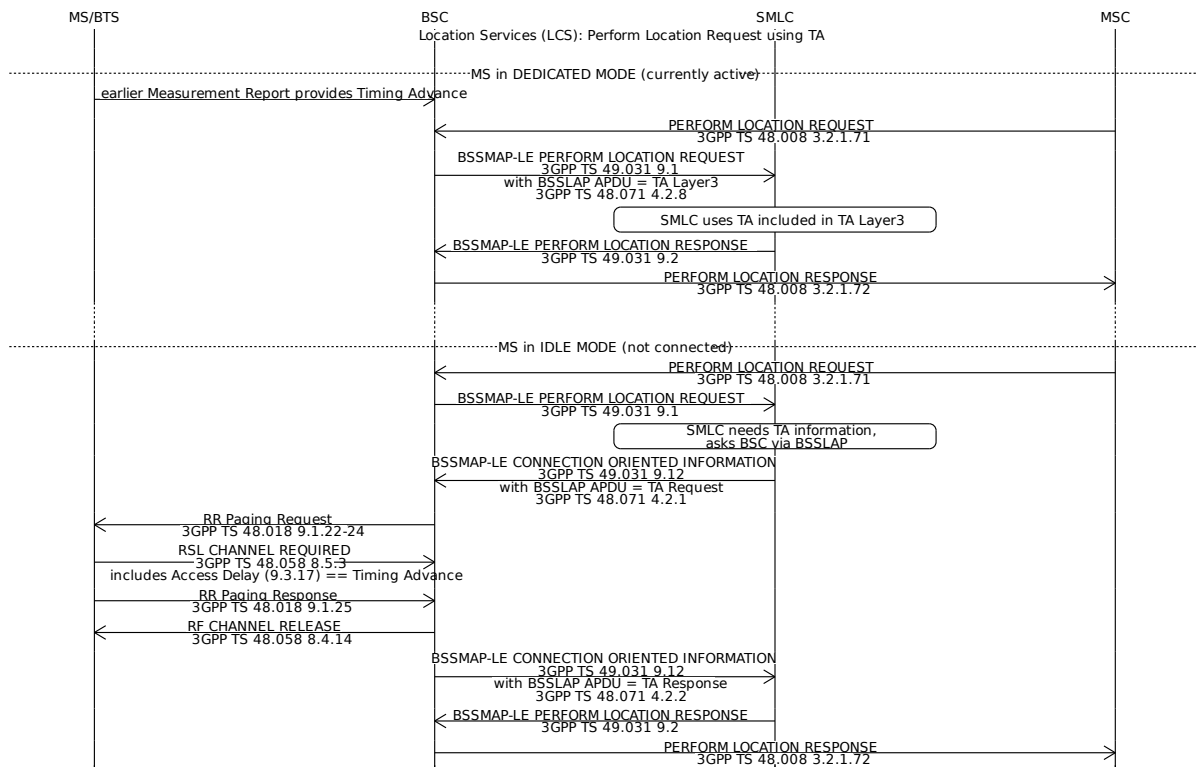 MS/BTS BSC SMLC MSC
Location Services (LCS): Perform Location Request using TA
MS in DEDICATED MODE (currently active)
earlier Measurement Report provides Timing Advance
PERFORM LOCATION REQUEST
3GPP TS 48.008 3.2.1.71
BSSMAP-LE PERFORM LOCATION REQUEST
3GPP TS 49.031 9.1
with BSSLAP APDU = TA Layer3
3GPP TS 48.071 4.2.8
SMLC uses TA included in TA Layer3
BSSMAP-LE PERFORM LOCATION RESPONSE
3GPP TS 49.031 9.2
PERFORM LOCATION RESPONSE
3GPP TS 48.008 3.2.1.72
MS in IDLE MODE (not connected)
PERFORM LOCATION REQUEST
3GPP TS 48.008 3.2.1.71
BSSMAP-LE PERFORM LOCATION REQUEST
3GPP TS 49.031 9.1
SMLC needs TA information,
asks BSC via BSSLAP
BSSMAP-LE CONNECTION ORIENTED INFORMATION
3GPP TS 49.031 9.12
with BSSLAP APDU = TA Request
3GPP TS 48.071 4.2.1
RR Paging Request
3GPP TS 48.018 9.1.22-24
RSL CHANNEL REQUIRED
3GPP TS 48.058 8.5.3
includes Access Delay (9.3.17) == Timing Advance
RR Paging Response
3GPP TS 48.018 9.1.25
RF CHANNEL RELEASE
3GPP TS 48.058 8.4.14
BSSMAP-LE CONNECTION ORIENTED INFORMATION
3GPP TS 49.031 9.12
with BSSLAP APDU = TA Response
3GPP TS 48.071 4.2.2
BSSMAP-LE PERFORM LOCATION RESPONSE
3GPP TS 49.031 9.2
PERFORM LOCATION RESPONSE
3GPP TS 48.008 3.2.1.72